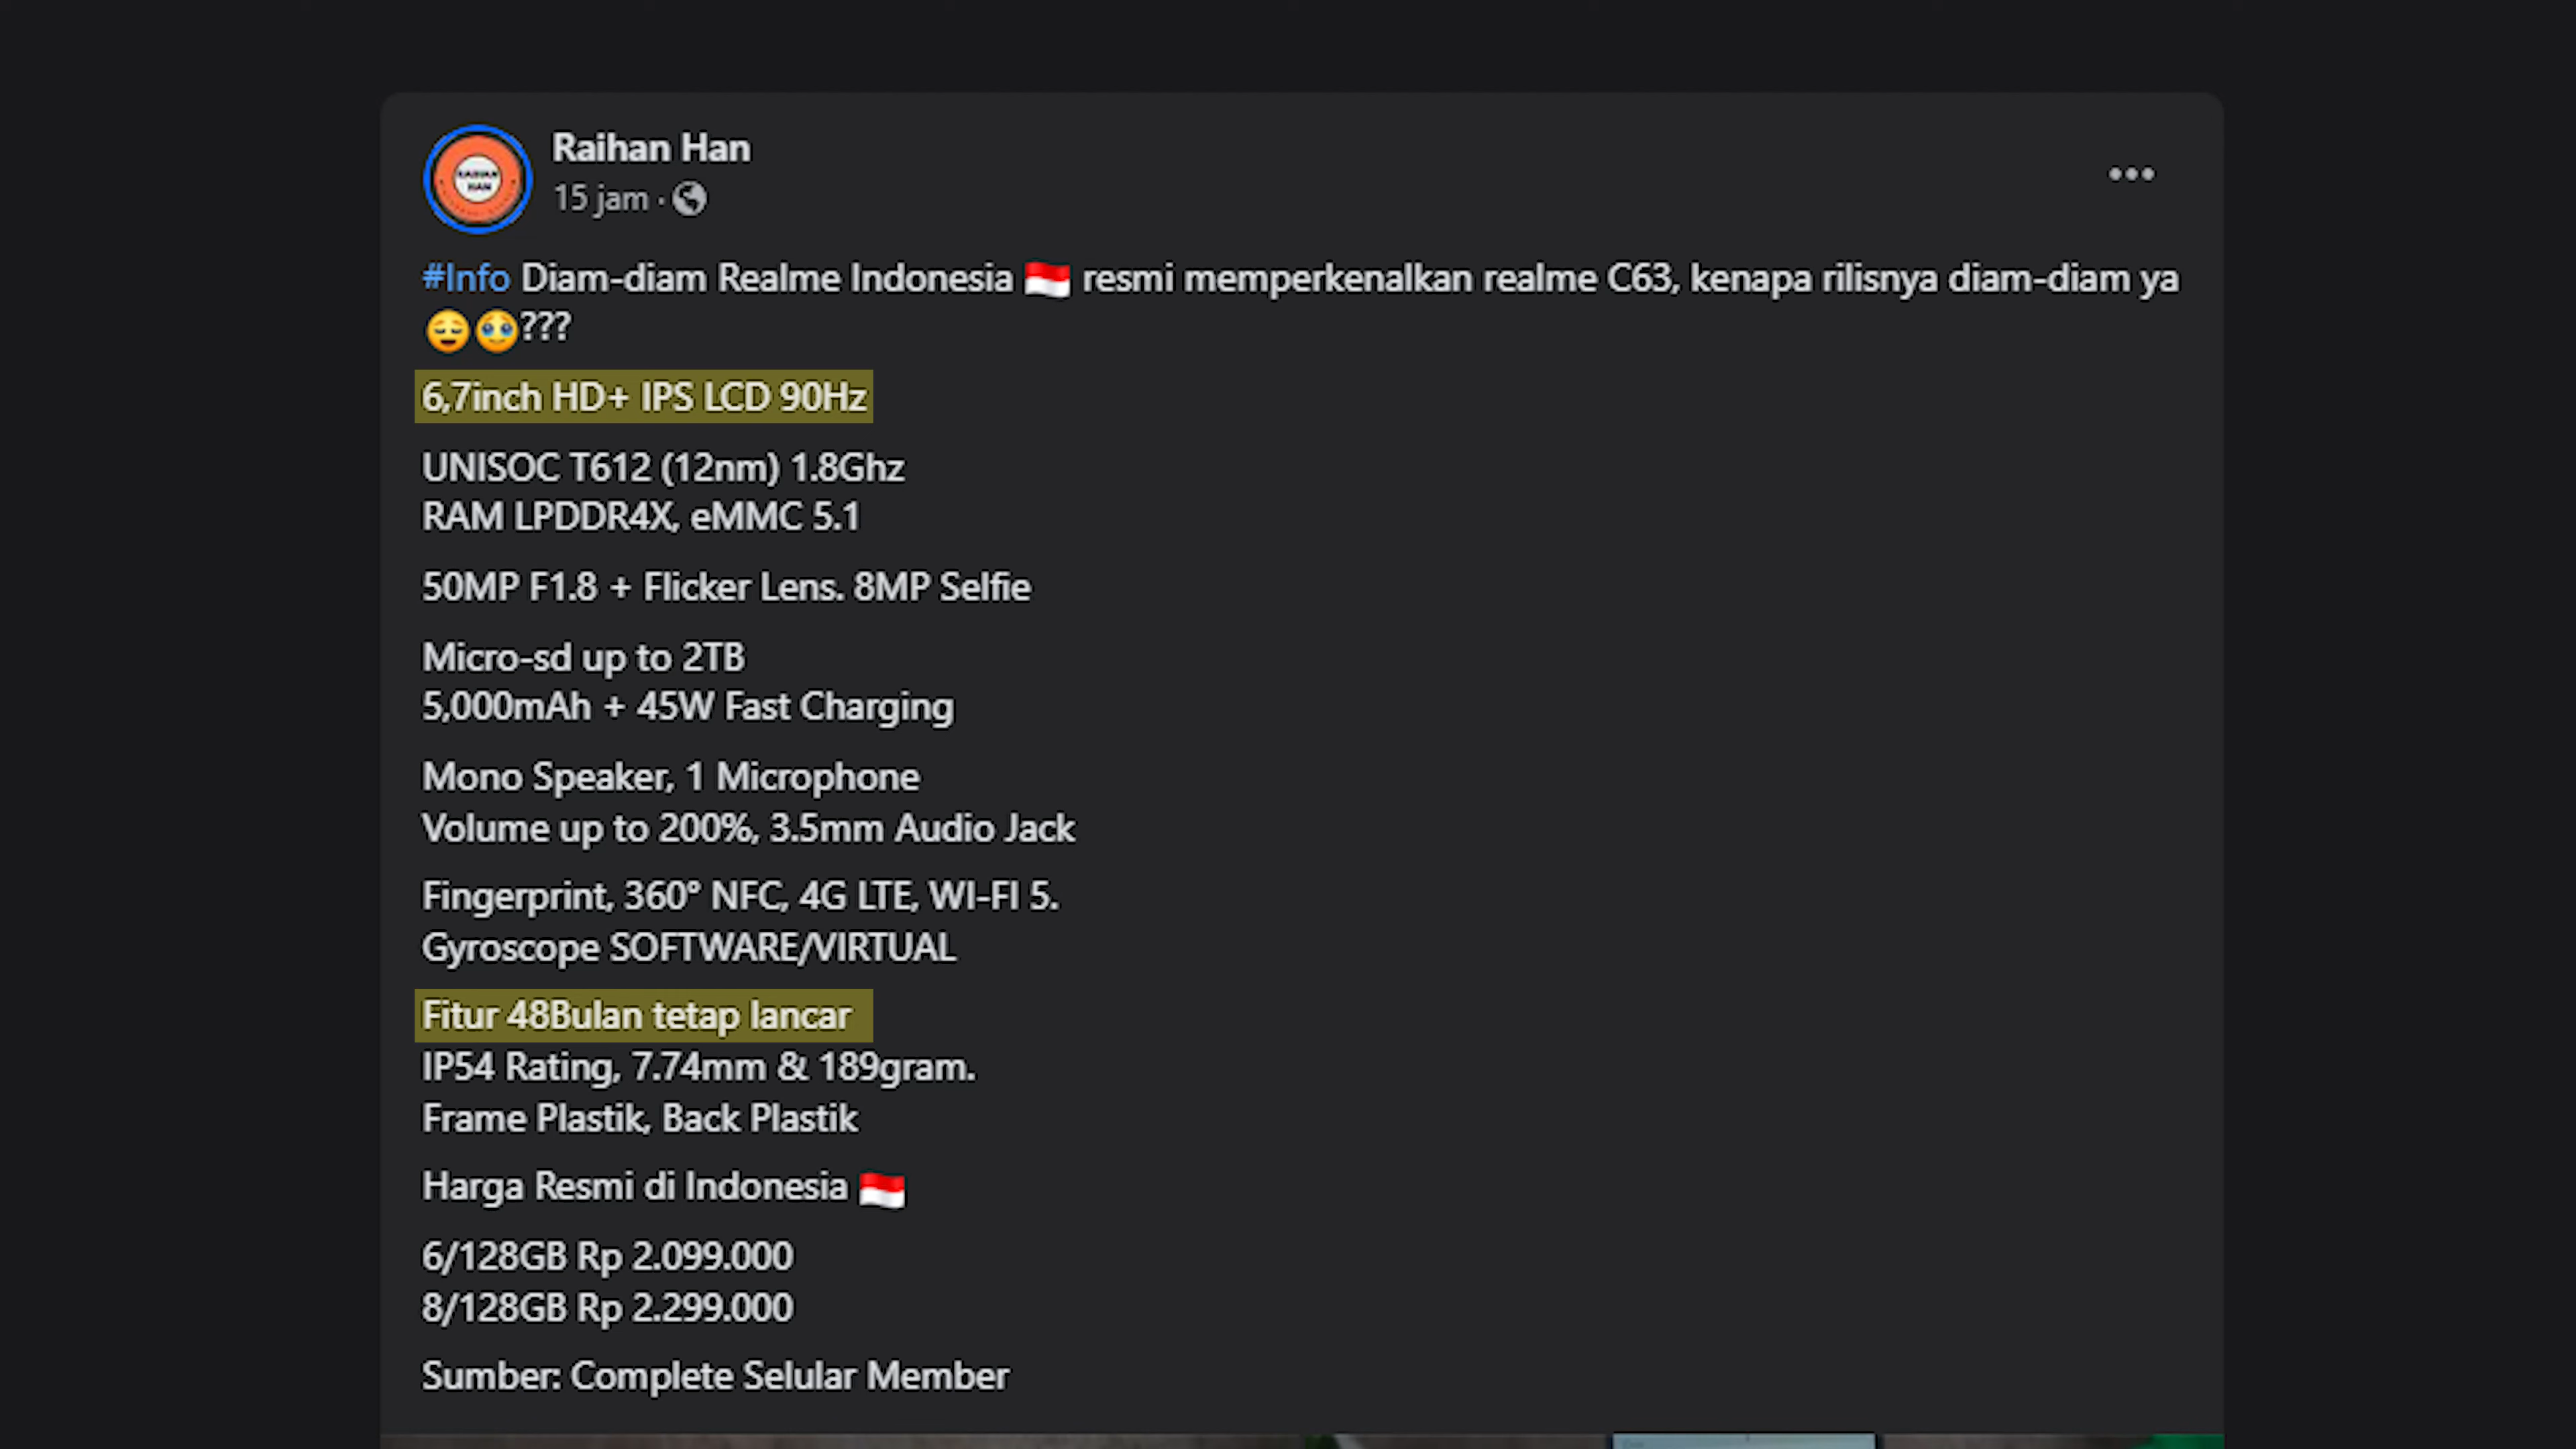 Raihan Han
15 jam ·
#Info Diam-diam Realme Indonesia 🇮🇩 resmi memperkenalkan realme C63, kenapa rilisnya diam-diam ya
😌🥹???
6,7inch HD+ IPS LCD 90Hz
UNISOC T612 (12nm) 1.8Ghz
RAM LPDDR4X, eMMC 5.1
50MP F1.8 + Flicker Lens. 8MP Selfie
Micro-sd up to 2TB
5,000mAh + 45W Fast Charging
Mono Speaker, 1 Microphone
Volume up to 200%, 3.5mm Audio Jack
Fingerprint, 360° NFC, 4G LTE, WI-FI 5.
Gyroscope SOFTWARE/VIRTUAL
Fitur 48Bulan tetap lancar
IP54 Rating, 7.74mm & 189gram.
Frame Plastik, Back Plastik
Harga Resmi di Indonesia 🇮🇩
6/128GB Rp 2.099.000
8/128GB Rp 2.299.000
Sumber: Complete Selular Member